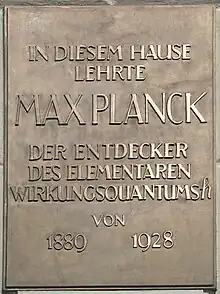 IN DIESEM HAUSE
LEHRTE
MAX PLANCK
DER ENTDECKER
DES ELEMENTAREN
WIRKUNGSQUANTUMS h
VON
1889 1928